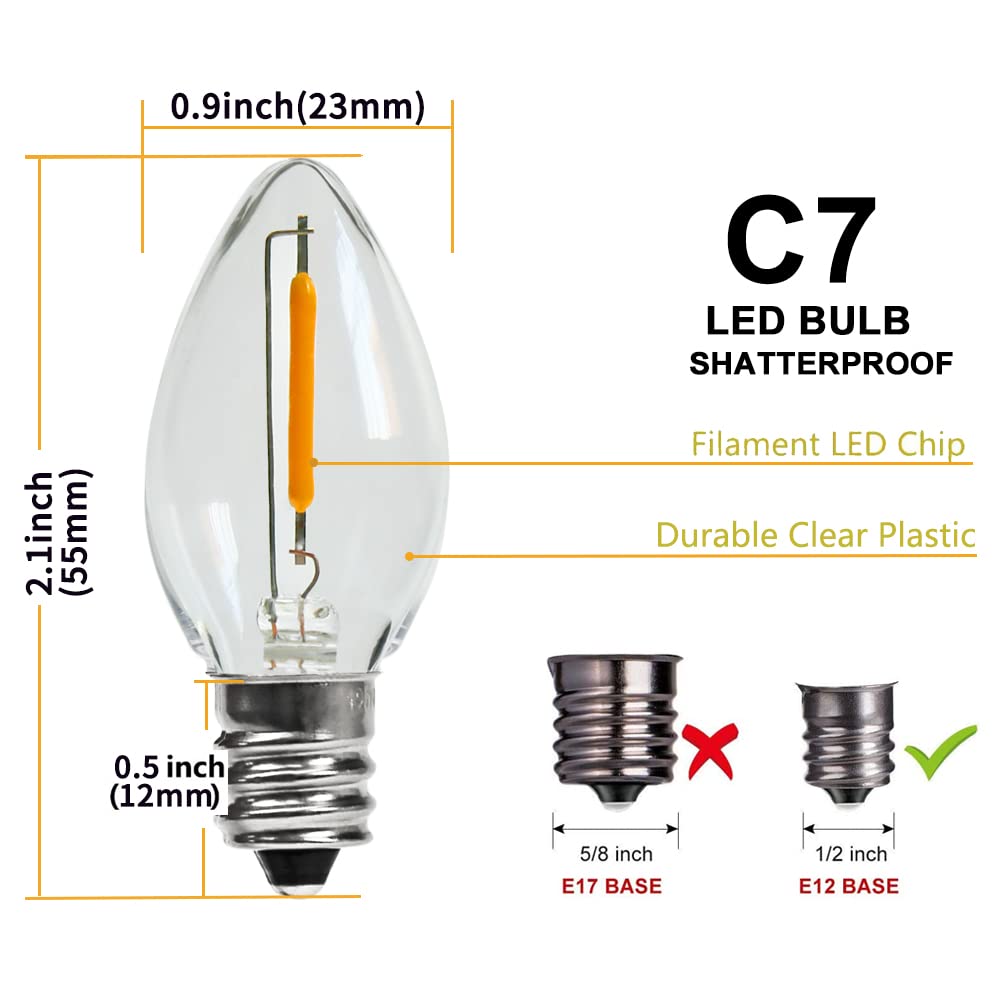 0.9inch(23mm)
C7
LED BULB
SHATTERPROOF
Filament LED Chip
2.1inch
(55mm)
Durable Clear Plastic
0.5 inch
(12mm)
5/8 inch
E17 BASE
1/2 inch
E12 BASE